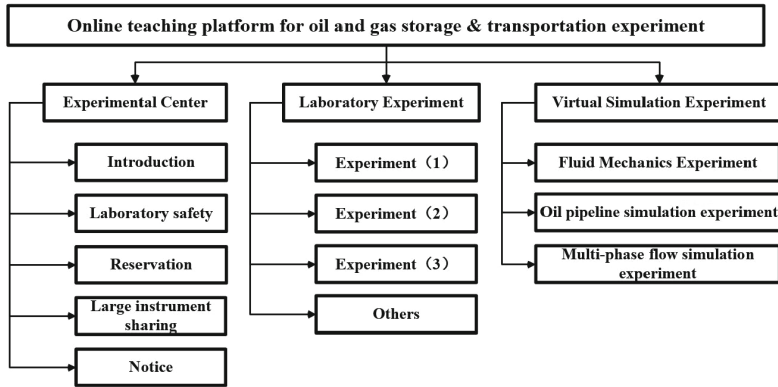 Online teaching platform for oil and gas storage & transportation experiment
Experimental Center
Introduction
Laboratory safety
Reservation
Large instrument
sharing
Notice
Laboratory Experiment
Experiment（1）
Experiment（2）
Experiment（3）
Others
Virtual Simulation Experiment
Fluid Mechanics Experiment
Oil pipeline simulation experiment
Multi-phase flow simulation
experiment